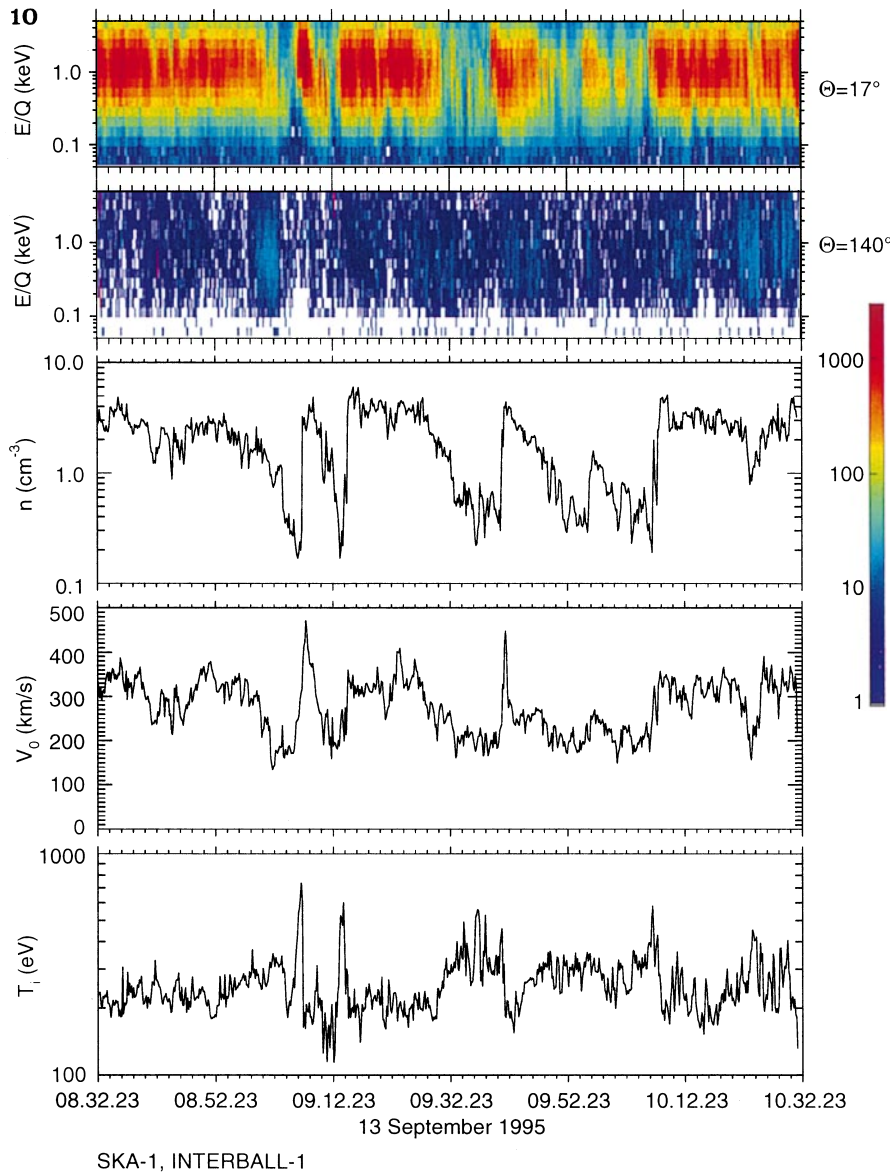 10
E/Q (keV)
1.0
0.1
Θ=17°
E/Q (keV)
1.0
0.1
Θ=140°
n (cm-3)
10.0
1.0
0.1
1000
100
10
1
V0 (km/s)
500
400
300
200
100
0
Ti (eV)
1000
100
08.32.23 08.52.23 09.12.23 09.32.23 09.52.23 10.12.23 10.32.23
13 September 1995
SKA-1, INTERBALL-1